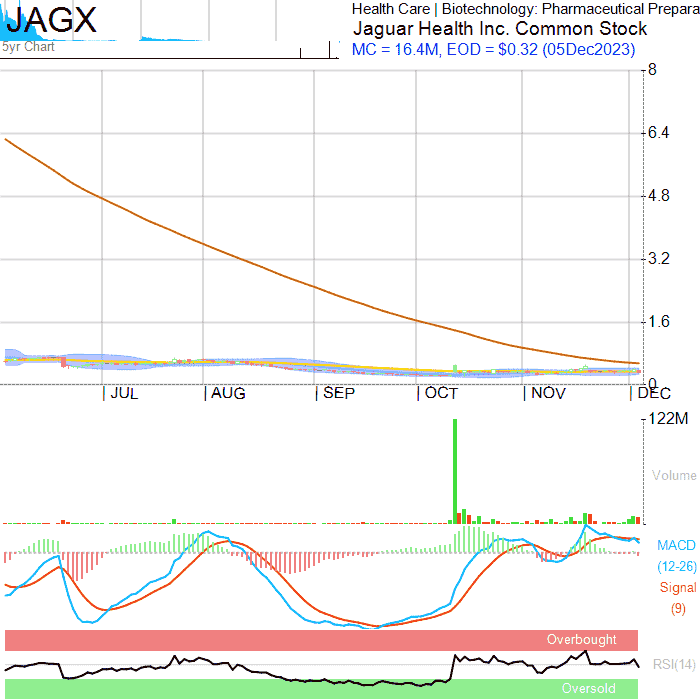 JAGX
5yr Chart
Health Care | Biotechnology: Pharmaceutical Prepara
Jaguar Health Inc. Common Stock
MC = 16.4M, EOD = $0.32 (05Dec2023)
8
6.4
4.8
3.2
1.6
0
JUL AUG SEP OCT NOV DEC
122M
Volume
MACD
(12-26)
Signal
(9)
Overbought
RSI(14)
Oversold